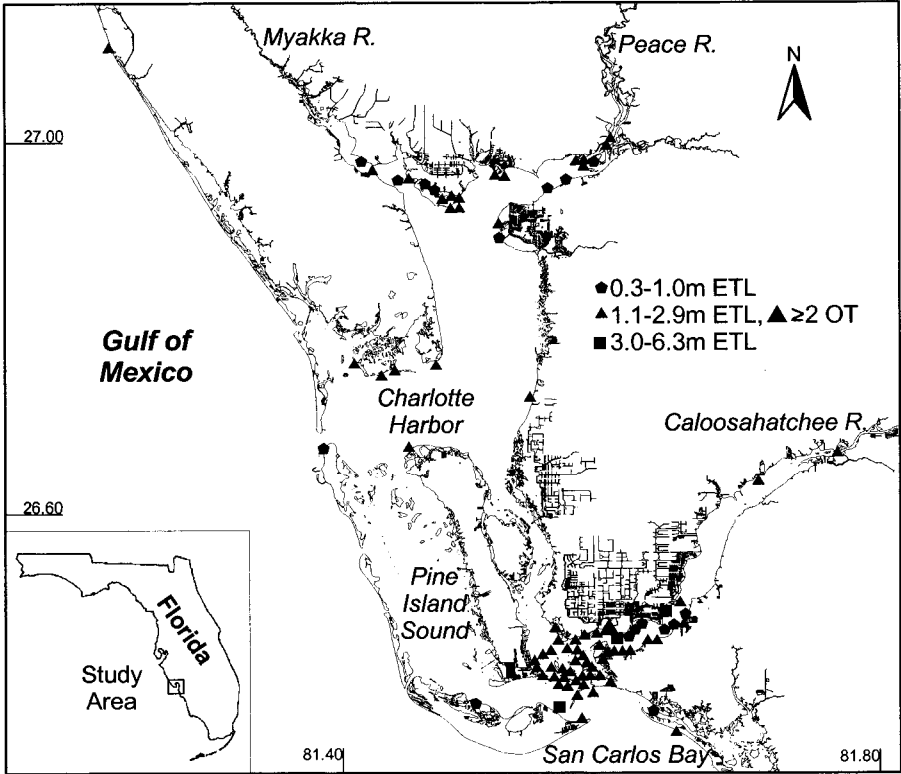 Myakka R.
Peace R.
N
27.00
0.3-1.0m ETL
1.1-2.9m ETL, ▲ ≥2 OT
3.0-6.3m ETL
Gulf of
Mexico
Charlotte
Harbor
Caloosahatchee R.
26.60
Pine
Island
Sound
Florida
Study
Area
81.40
San Carlos Bay
81.80